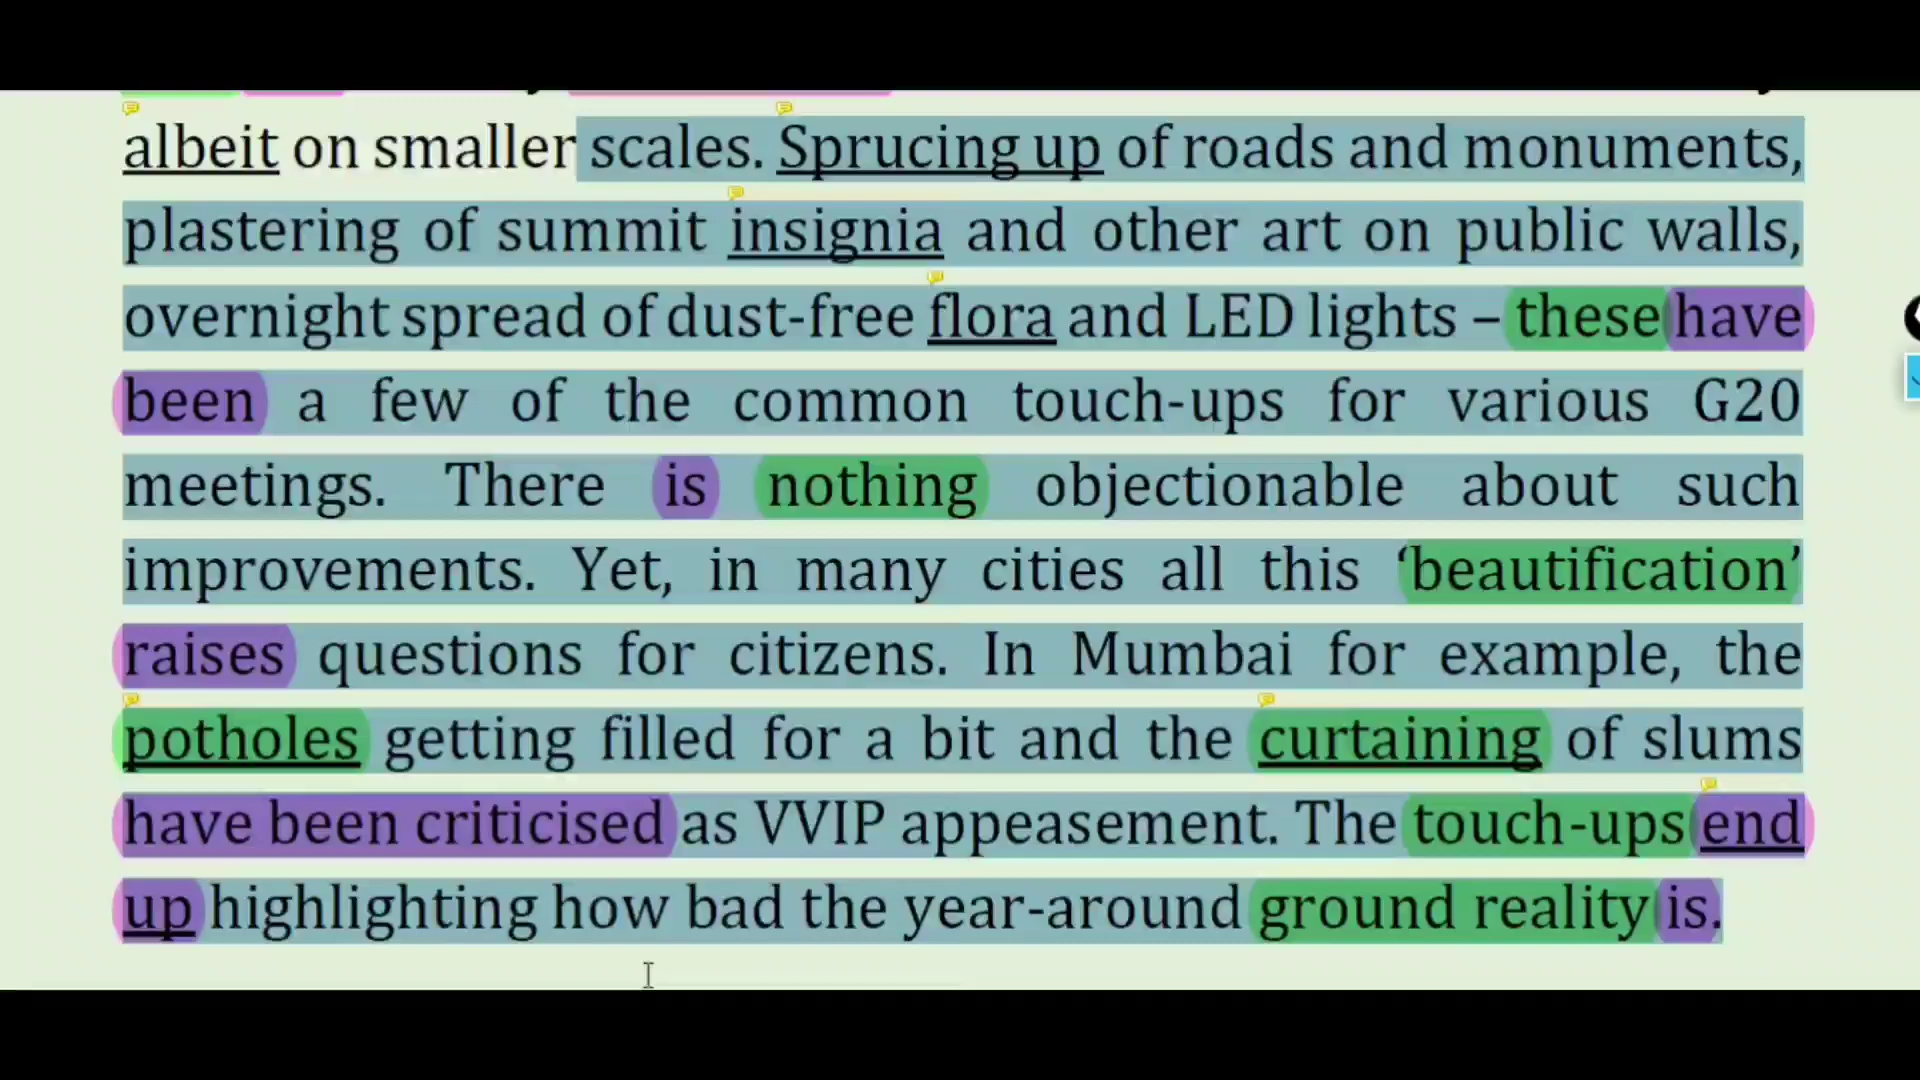 albeit on smaller scales. Sprucing up of roads and monuments,
plastering of summit insignia and other art on public walls,
overnight spread of dust-free flora and LED lights – these have
been a few of the common touch-ups for various G20
meetings. There is nothing objectionable about such
improvements. Yet, in many cities all this ‘beautification’
raises questions for citizens. In Mumbai for example, the
potholes getting filled for a bit and the curtaining of slums
have been criticised as VVIP appeasement. The touch-ups end
up highlighting how bad the year-around ground reality is.